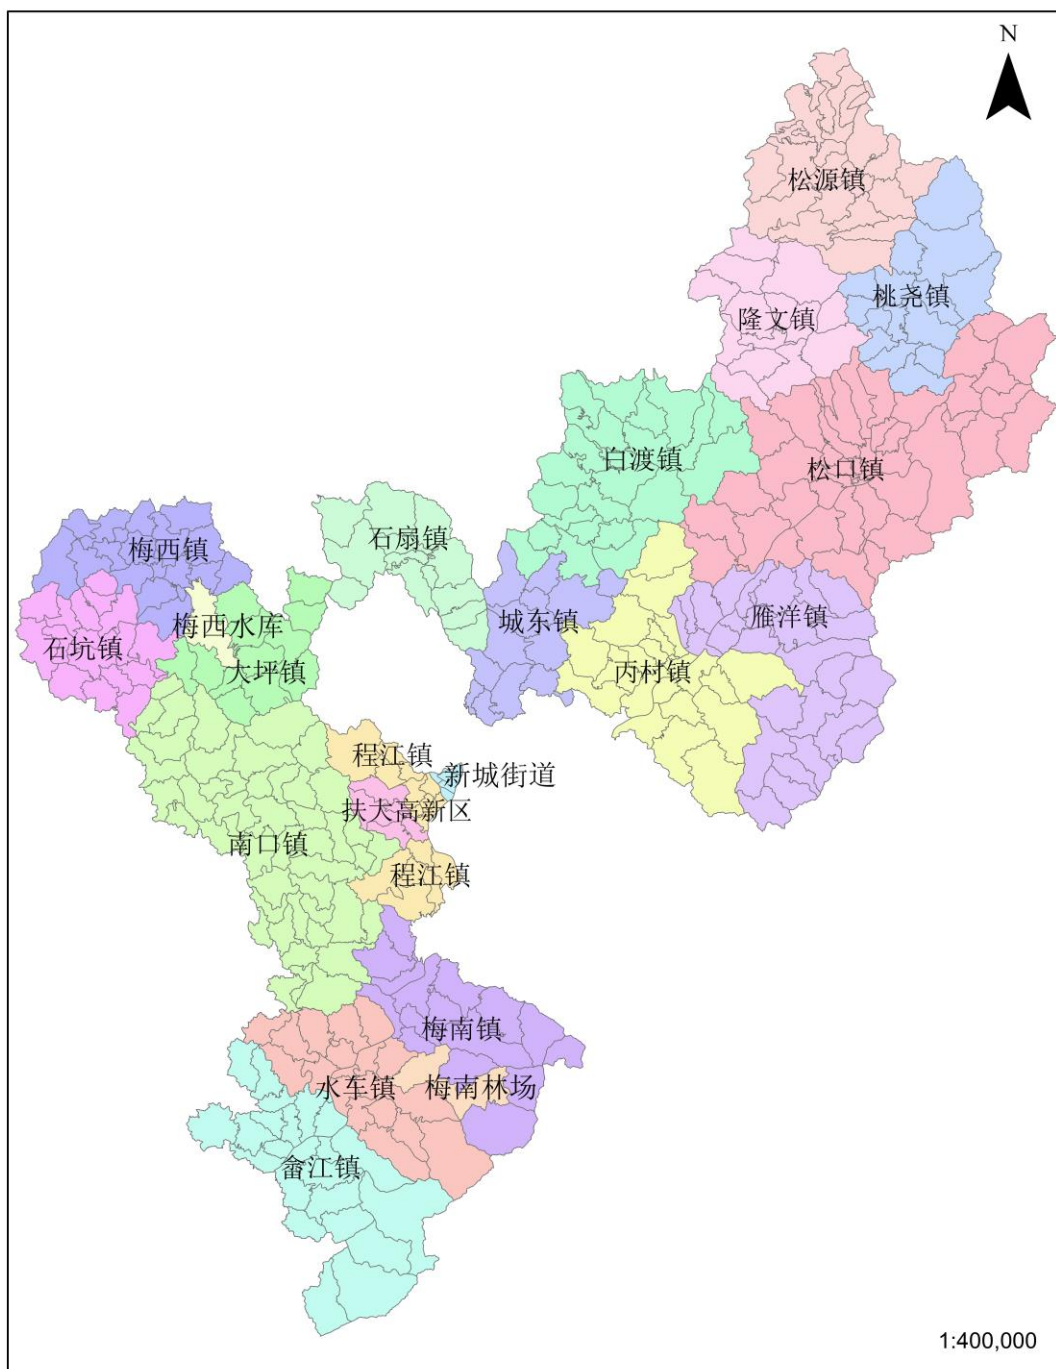 N
松源镇
桃尧镇
隆文镇
松口镇
白渡镇
石扇镇
梅西镇
城东镇
雁洋镇
梅西水库
石坑镇
大坪镇
丙村镇
程江镇
新城街道
扶大高新区
南口镇
程江镇
梅南镇
水车镇
梅南林场
畲江镇
1:400,000